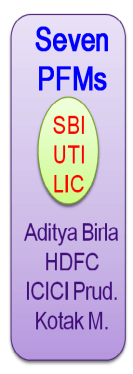 Seven
PFMs
SBI
UTI
LIC
Aditya Birla
HDFC
ICICI Prud.
Kotak M.